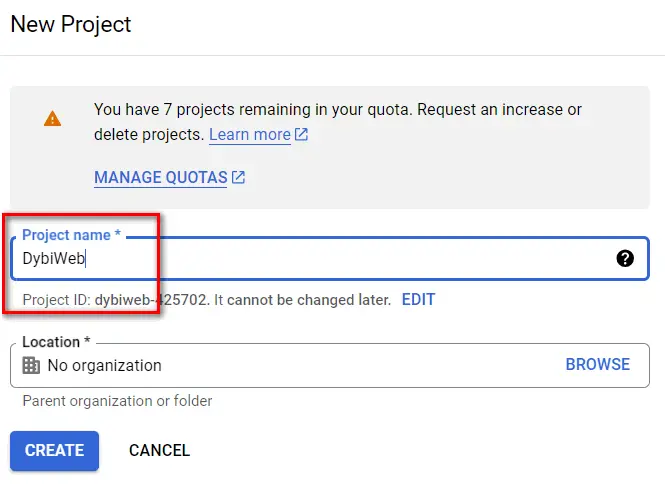 New Project
You have 7 projects remaining in your quota. Request an increase or
delete projects. Learn more
MANAGE QUOTAS
Project name *
DybiWeb
Project ID: dybiweb-425702. It cannot be changed later. EDIT
Location *
No organization BROWSE
Parent organization or folder
CREATE CANCEL